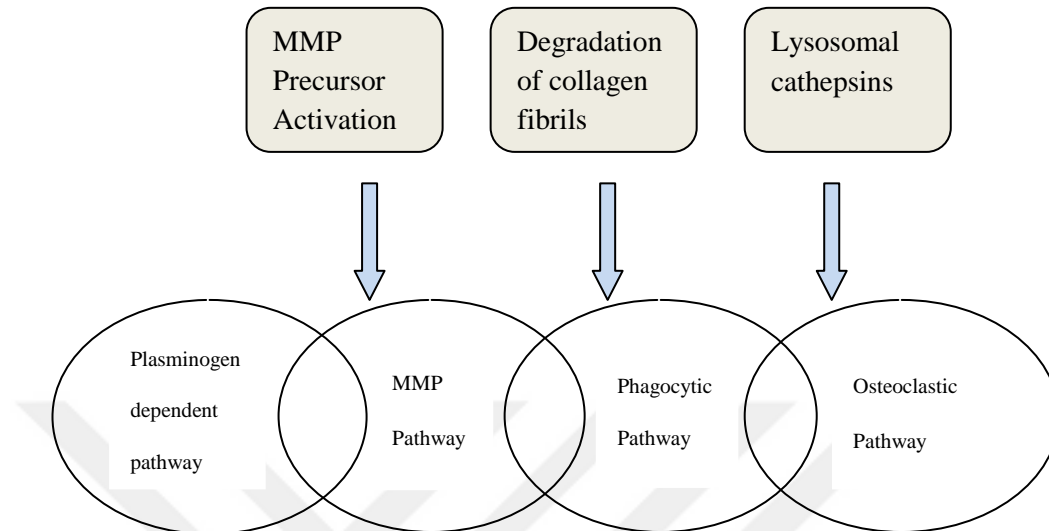 MMP
Precursor
Activation
Degradation
of collagen
fibrils
Lysosomal
cathepsins
Plasminogen
dependent
pathway
MMP
Pathway
Phagocytic
Pathway
Osteoclastic
Pathway